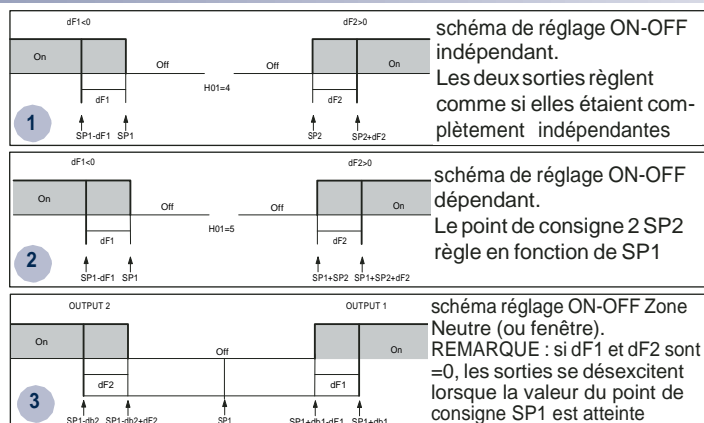 dF1<0
dF2>0
On
Off
Off
On
H01=4
dF1
dF2
1
SP1-dF1 SP1
SP2 SP2+dF2
schéma de réglage ON-OFF
indépendant.
Les deux sorties règlent
comme si elles étaient com-
plètement indépendantes
dF1<0
dF2>0
On
Off
Off
On
H01=5
dF1
dF2
2
SP1-dF1 SP1
SP1+SP2 SP1+SP2+dF2
schéma de réglage ON-OFF
dépendant.
Le point de consigne 2 SP2
règle en fonction de SP1
OUTPUT 2
OUTPUT 1
On
Off
On
dF2
dF1
3
SP1-db2 SP1-db2+dF2 SP1 SP1+db1-dF1 SP1+db1
schéma réglage ON-OFF Zone
Neutre (ou fenêtre).
REMARQUE : si dF1 et dF2 sont
=0, les sorties se désexcitent
lorsque la valeur du point de
consigne SP1 est atteinte